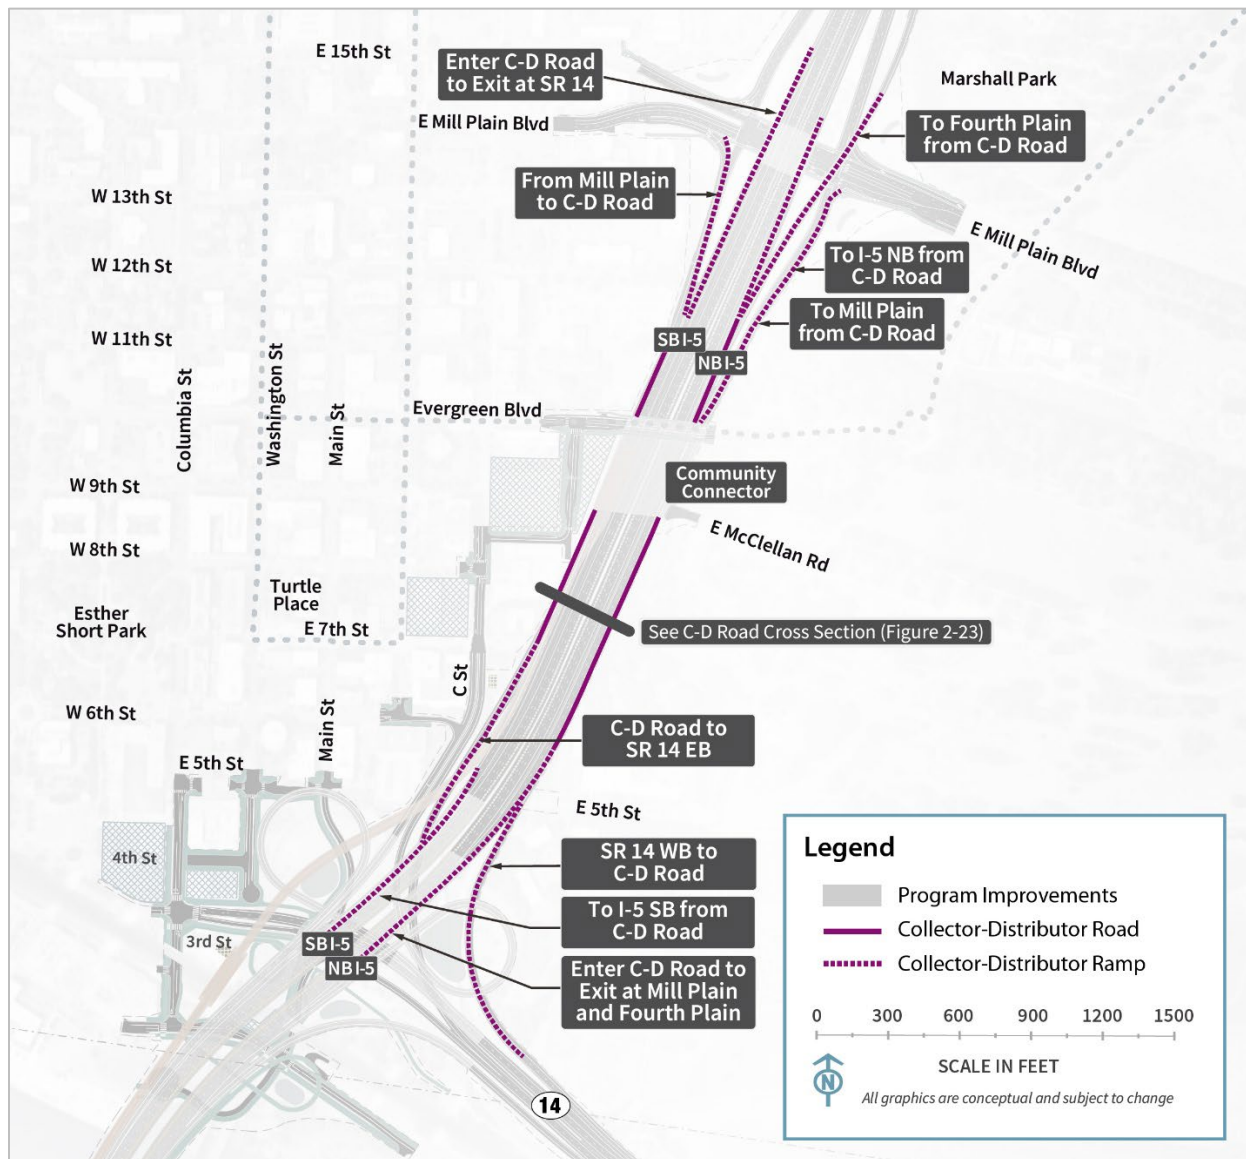 E 15th St
Enter C-D Road
to Exit at SR 14
Marshall Park
E Mill Plain Blvd
To Fourth Plain
from C-D Road
From Mill Plain
to C-D Road
W 13th St
E Mill Plain Blvd
To I-5 NB from
C-D Road
W 12th St
To Mill Plain
from C-D Road
W 11th St
SB I-5
NB I-5
Columbia St
Washington St
Main St
Evergreen Blvd
Community
Connector
W 9th St
E McClellan Rd
W 8th St
Turtle
Place
Esther
Short Park
E 7th St
See C-D Road Cross Section (Figure 2-23)
C St
W 6th St
Main St
C-D Road to
SR 14 EB
E 5th St
E 5th St
4th St
SR 14 WB to
C-D Road
To I-5 SB from
C-D Road
3rd St
SB I-5
NB I-5
Enter C-D Road to
Exit at Mill Plain
and Fourth Plain
14
Legend
Program Improvements
Collector-Distributor Road
Collector-Distributor Ramp
0 300 600 900 1200 1500
SCALE IN FEET
N
All graphics are conceptual and subject to change